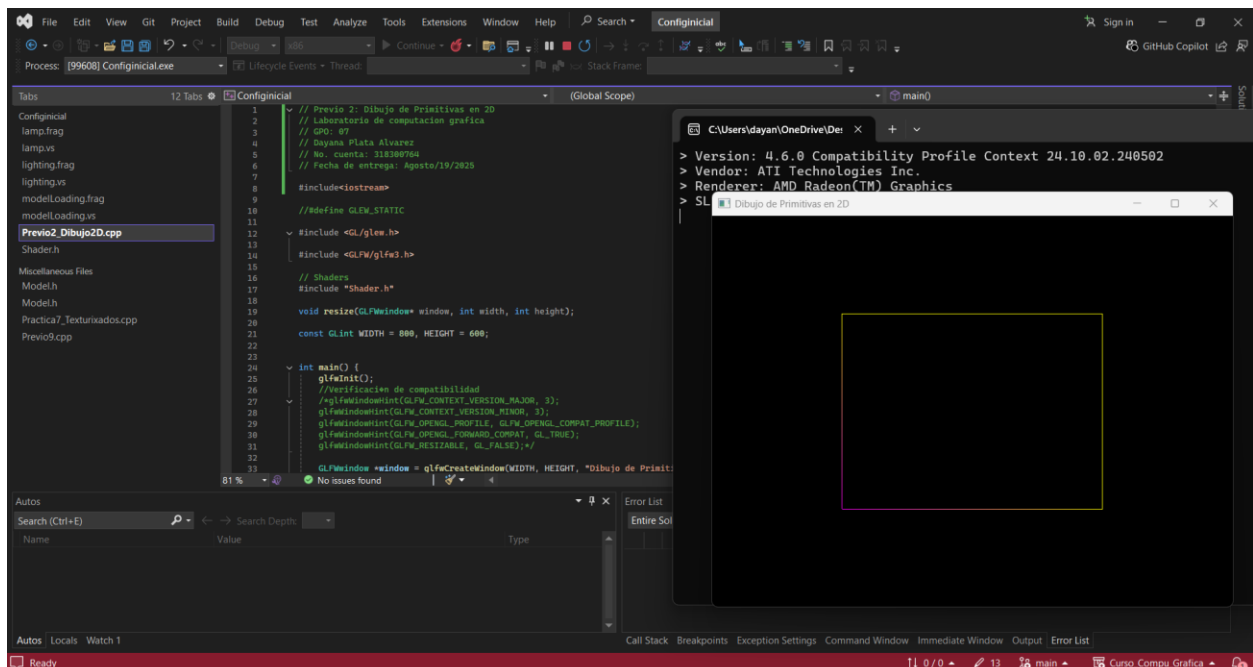 File Edit View Git Project Build Debug Test Analyze Tools Extensions Window Help Search Configinicial Sign in
Debug x86 Continue GitHub Copilot
Process: [99608] Configinicial.exe Lifecycle Events Thread: Stack Frame:
Tabs 12 Tabs
Configinicial
lamp.frag
lamp.vs
lighting.frag
lighting.vs
modelLoading.frag
modelLoading.vs
Previo2_Dibujo2D.cpp
Shader.h
Miscellaneous Files
Model.h
Model.h
Practica7_Texturixados.cpp
Previo9.cpp
Configinicial (Global Scope) main()
1 // Previo 2: Dibujo de Primitivas en 2D
2 // Laboratorio de computacion grafica
3 // GPO: 07
4 // Dayana Plata Alvarez
5 // No. cuenta: 318300764
6 // Fecha de entrega: Agosto/19/2025
7
8 #include<iostream>
9
10 //#define GLEW_STATIC
11
12 #include <GL/glew.h>
13
14 #include <GLFW/glfw3.h>
15
16 // Shaders
17 #include "Shader.h"
18
19 void resize(GLFWwindow* window, int width, int height);
20
21 const GLint WIDTH = 800, HEIGHT = 600;
22
23
24 int main() {
25 glfwInit();
26 //Verificaci♦n de compatibilidad
27 /*glfwWindowHint(GLFW_CONTEXT_VERSION_MAJOR, 3);
28 glfwWindowHint(GLFW_CONTEXT_VERSION_MINOR, 3);
29 glfwWindowHint(GLFW_OPENGL_PROFILE, GLFW_OPENGL_COMPAT_PROFILE);
30 glfwWindowHint(GLFW_OPENGL_FORWARD_COMPAT, GL_TRUE);
31 glfwWindowHint(GLFW_RESIZABLE, GL_FALSE);*/
32
33 GLFWwindow *window = glfwCreateWindow(WIDTH, HEIGHT, "Dibujo de Primiti
81 % No issues found
C:\Users\dayan\OneDrive\De:
> Version: 4.6.0 Compatibility Profile Context 24.10.02.240502
> Vendor: ATI Technologies Inc.
> Renderer: AMD Radeon(TM) Graphics
> SL
Dibujo de Primitivas en 2D
Autos
Search (Ctrl+E) Search Depth:
Name Value Type
Autos Locals Watch 1
Error List
Entire Sol
Call Stack Breakpoints Exception Settings Command Window Immediate Window Output Error List
Ready 0 / 0 13 main Curso Compu Grafica